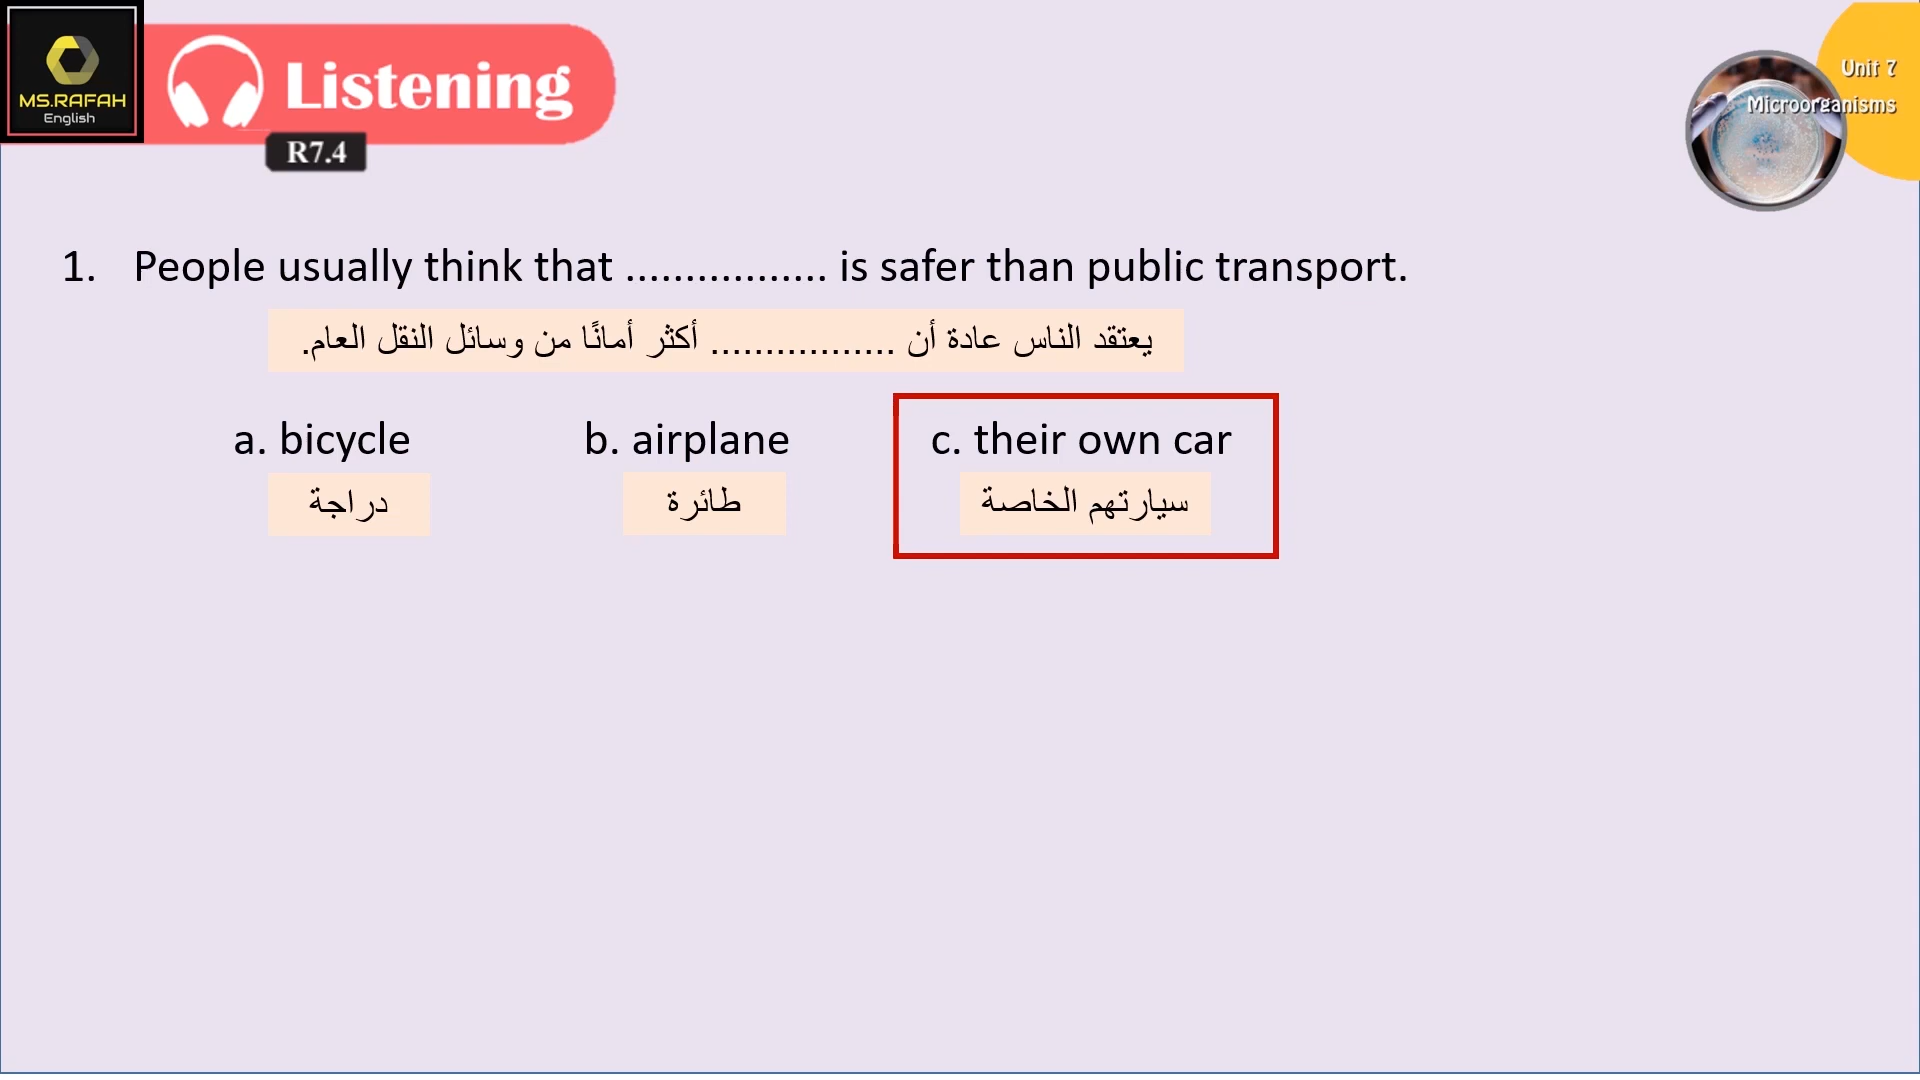 MS.RAFAH
English
Listening
R7.4
Unit 7
Microorganisms
1. People usually think that ................. is safer than public transport.
يعتقد الناس عادة أن ................. أكثر أمانًا من وسائل النقل العام.
a. bicycle
دراجة
b. airplane
طائرة
c. their own car
سيارتهم الخاصة